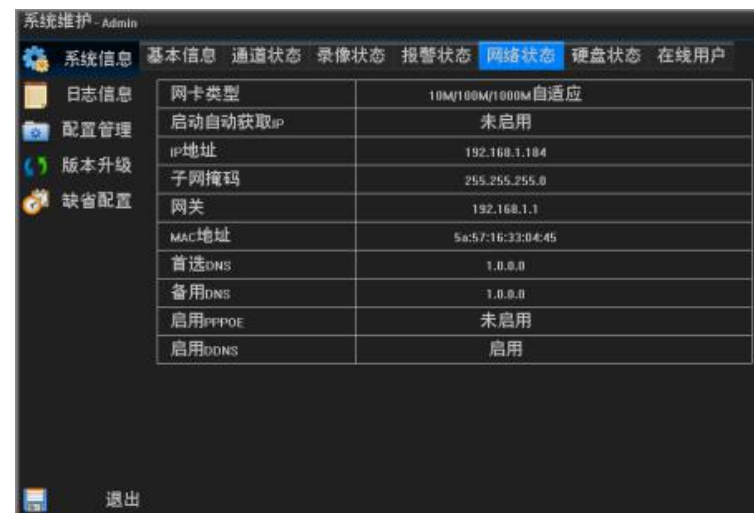 系统维护 - Admin
系统信息 基本信息 通道状态 录像状态 报警状态 网络状态 硬盘状态 在线用户
日志信息
配置管理
版本升级
缺省配置
网卡类型 10M/100M/1000M自适应
启动自动获取IP 未启用
IP地址 192.168.1.184
子网掩码 255.255.255.0
网关 192.168.1.1
MAC地址 5a:57:16:33:04:45
首选DNS 1.0.0.0
备用DNS 1.0.0.0
启用PPPOE 未启用
启用DDNS 启用
退出